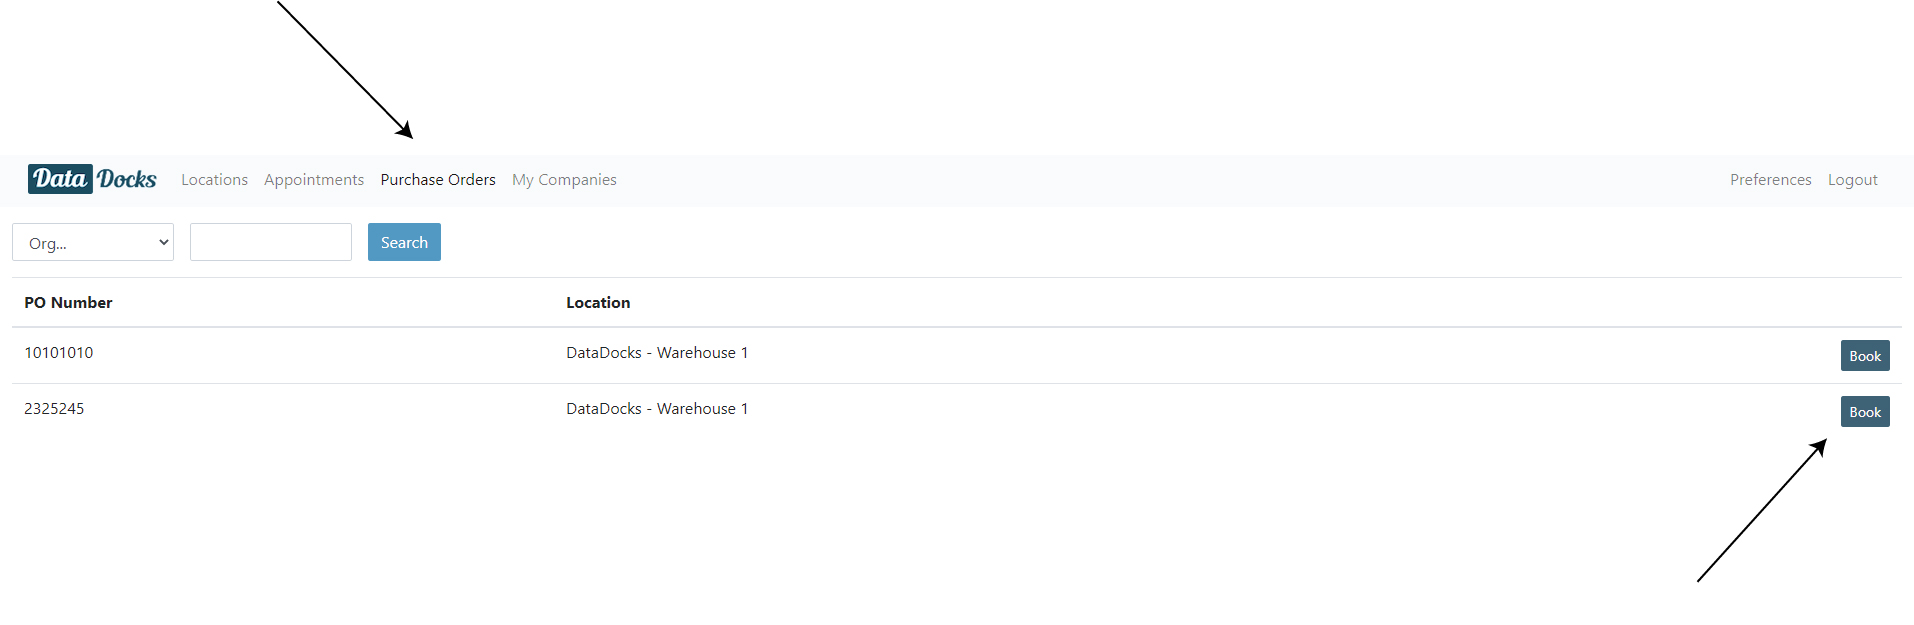 Data Docks Locations Appointments Purchase Orders My Companies Preferences Logout
Org... Search
PO Number Location
10101010 DataDocks - Warehouse 1 Book
2325245 DataDocks - Warehouse 1 Book